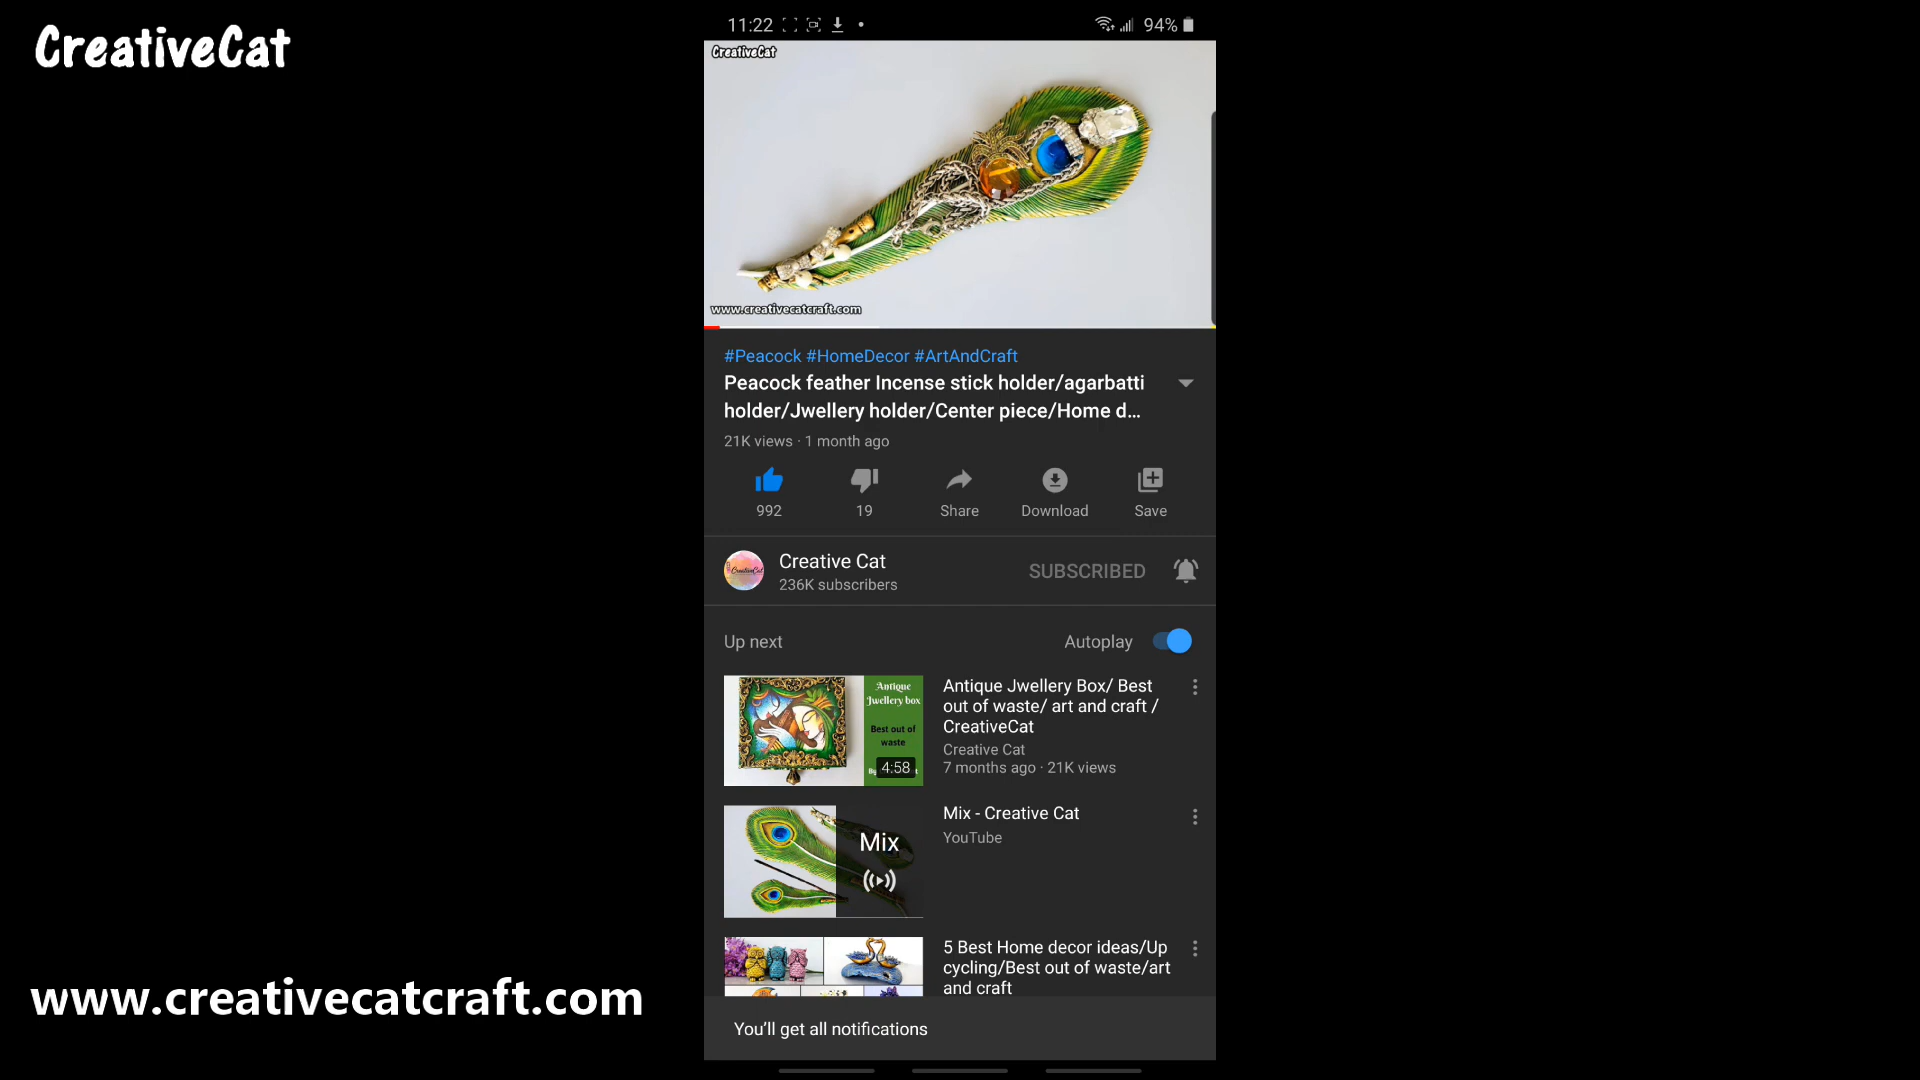 CreativeCat
11:22
94%
CreativeCat
www.creativecatcraft.com
#Peacock #HomeDecor #ArtAndCraft
Peacock feather Incense stick holder/agarbatti
holder/Jwellery holder/Center piece/Home d...
21K views · 1 month ago
992
19
Share
Download
Save
CreativeCat
Creative Cat
236K subscribers
SUBSCRIBED
Up next
Autoplay
Antique
Jwellery box
Best out of
waste
4:58
Antique Jwellery Box/ Best
out of waste/ art and craft /
CreativeCat
Creative Cat
7 months ago · 21K views
Mix
Mix - Creative Cat
YouTube
5 Best Home decor ideas/Up
cycling/Best out of waste/art
and craft
You'll get all notifications
www.creativecatcraft.com